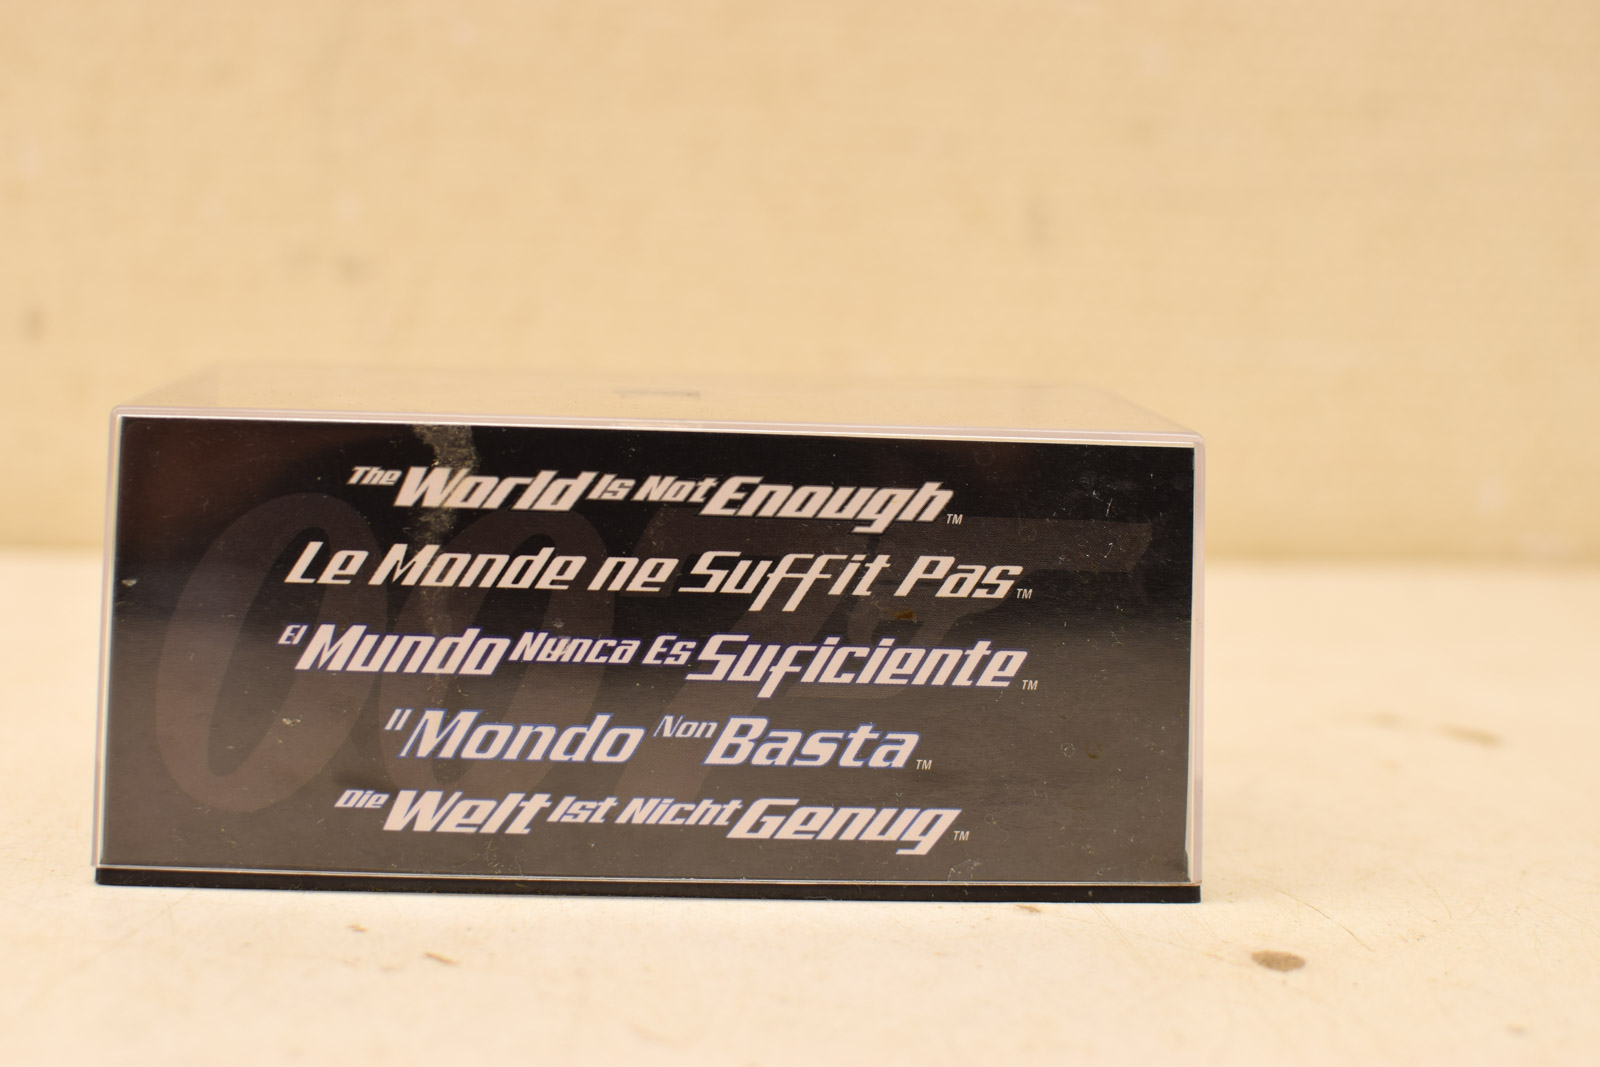 The World Is Not Enough™
Le Monde ne Suffit Pas™
El Mundo Nunca Es Suficiente™
Il Mondo Non Basta™
Die Welt Ist Nicht Genug™
007